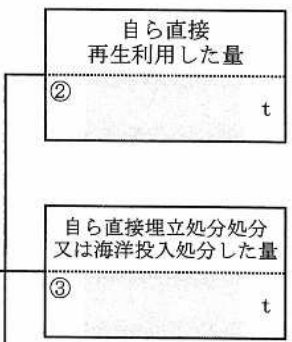 自ら直接
再生利用した量
②
t
自ら直接埋立処分処分
又は海洋投入処分した量
③
t